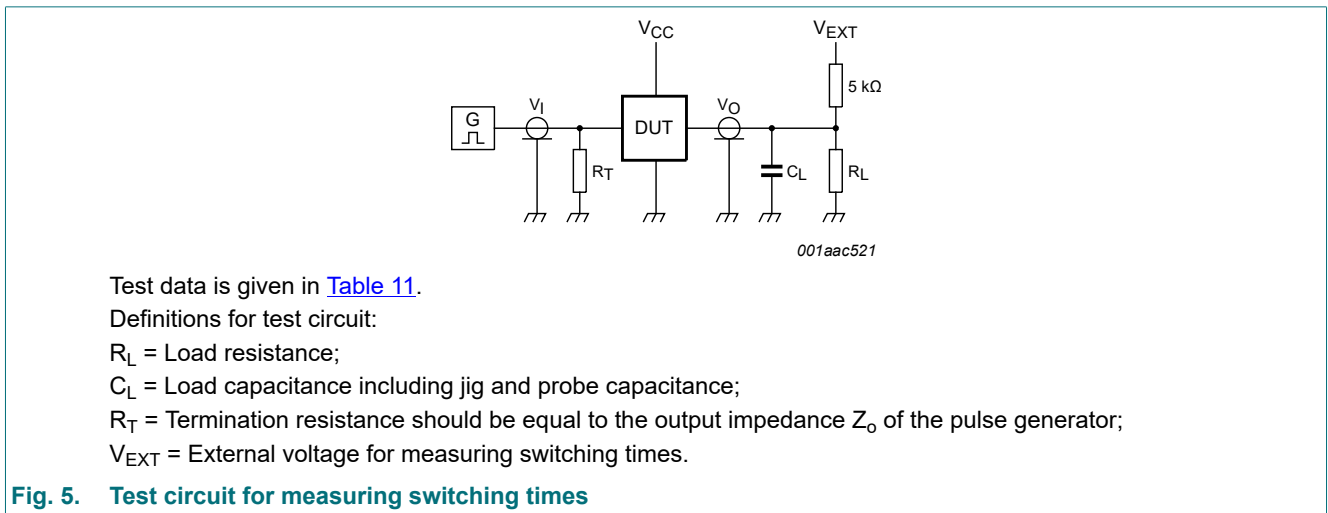 VCC
VEXT
5 kΩ
G
VI
DUT
VO
RT
CL
RL
001aac521
Test data is given in Table 11.
Definitions for test circuit:
RL = Load resistance;
CL = Load capacitance including jig and probe capacitance;
RT = Termination resistance should be equal to the output impedance Zo of the pulse generator;
VEXT = External voltage for measuring switching times.
Fig. 5. Test circuit for measuring switching times